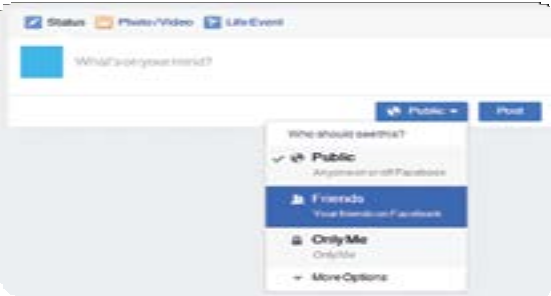 Status Photo/Video Life Event
What's on your mind?
Public Post
Who should see this?
Public
Anyone on or off Facebook
Friends
Your friends on Facebook
Only Me
Only Me
More Options